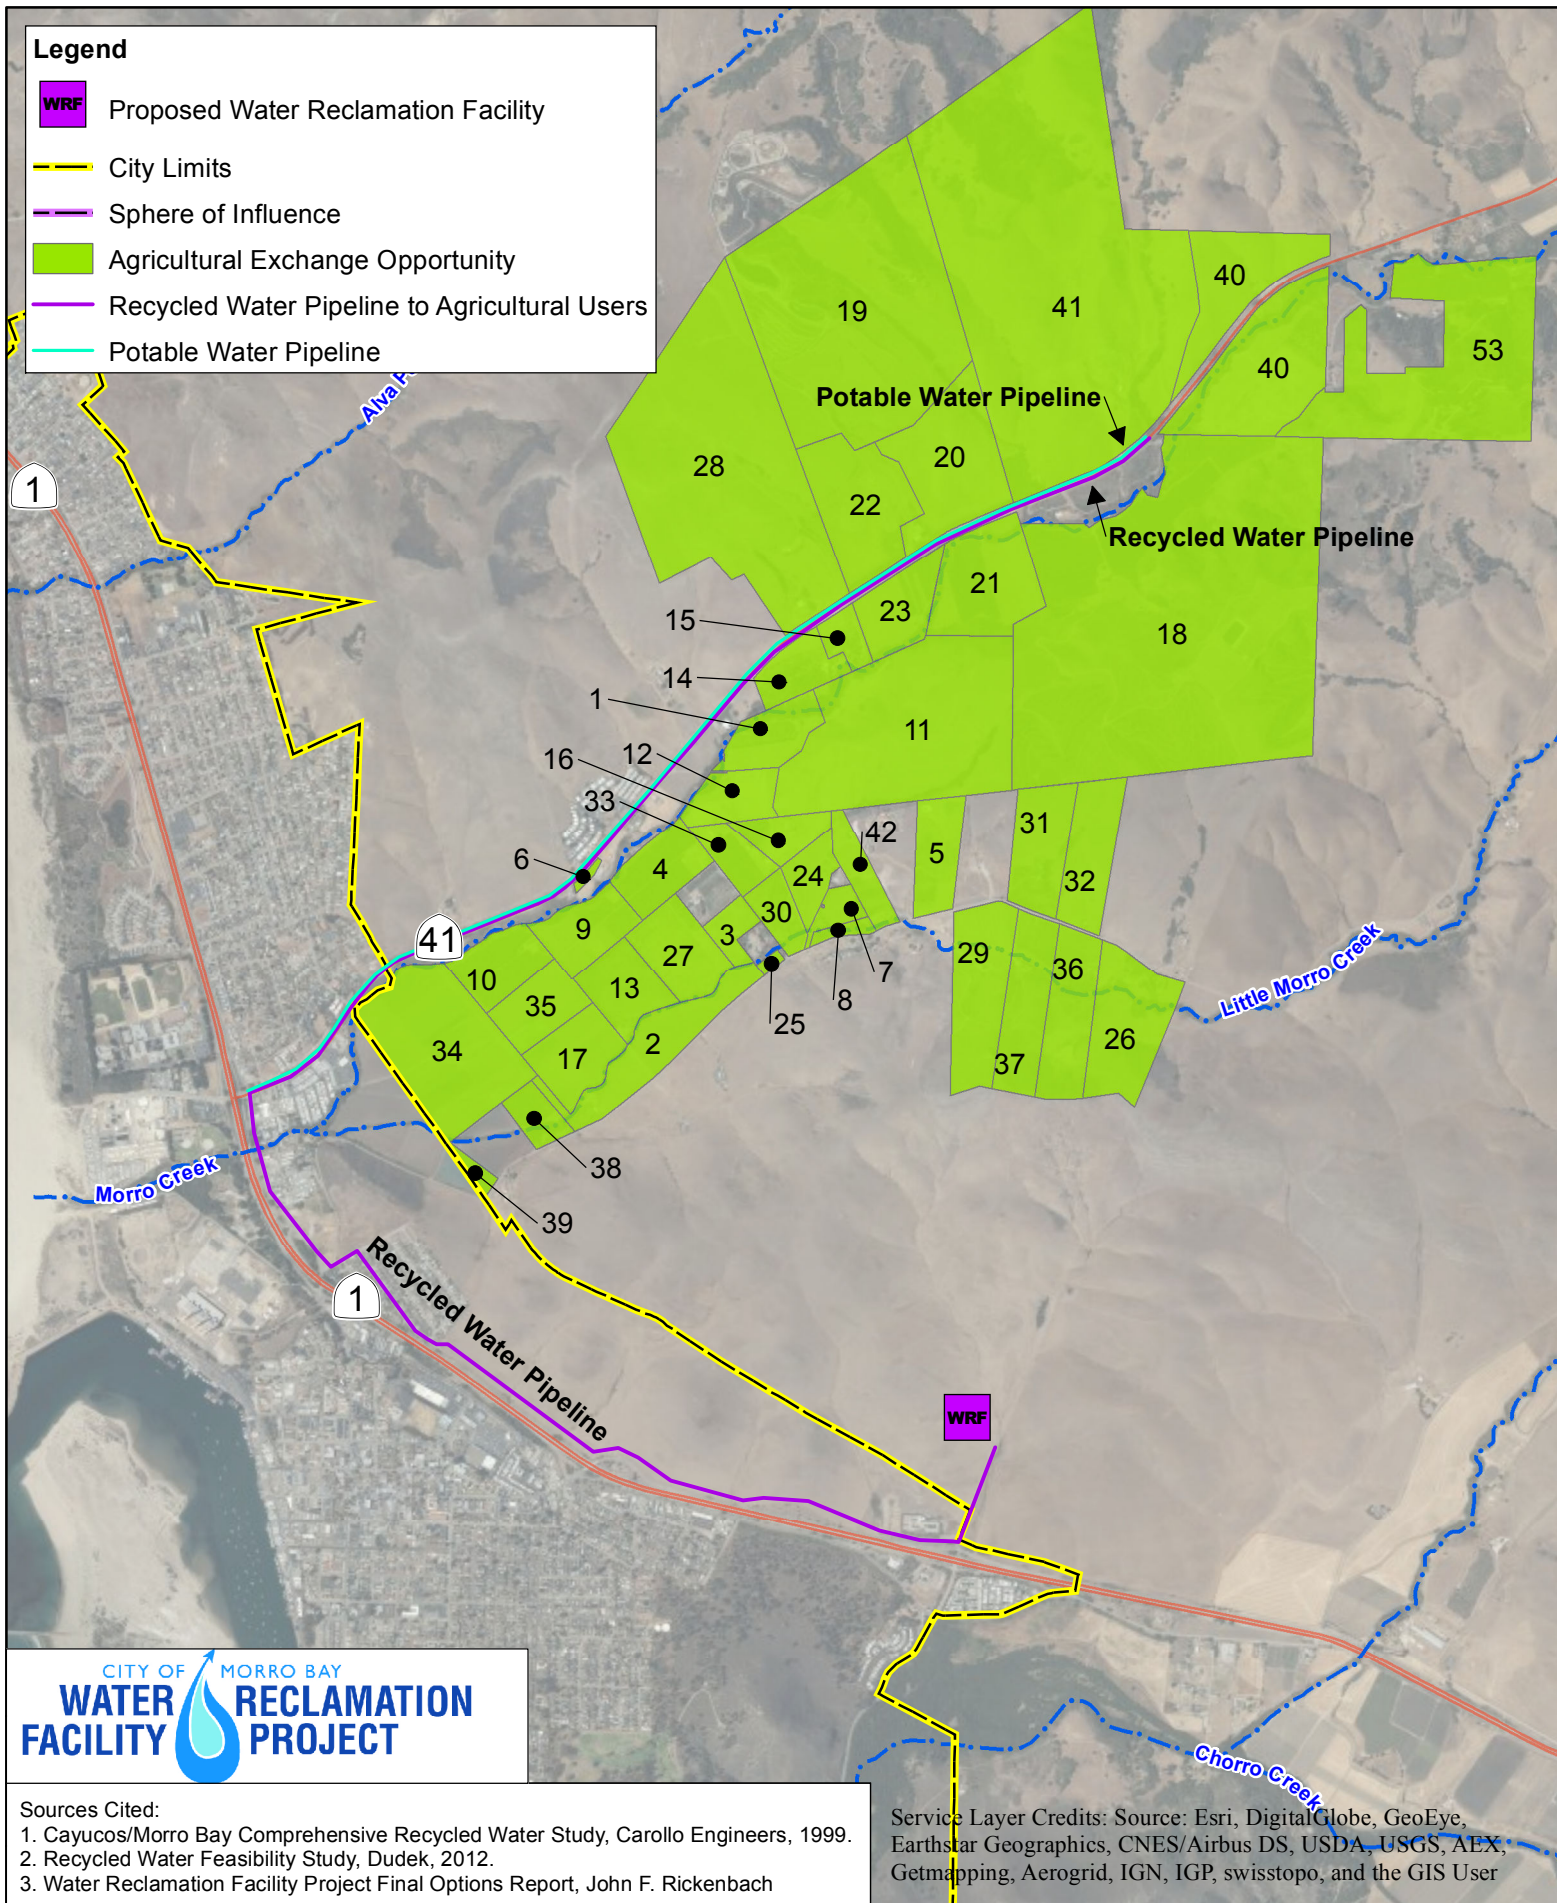 Legend
WRF
Proposed Water Reclamation Facility
City Limits
Sphere of Influence
Agricultural Exchange Opportunity
Recycled Water Pipeline to Agricultural Users
Potable Water Pipeline
40
19
41
53
40
Alva
Potable Water Pipeline
28
20
1
22
Recycled Water Pipeline
21
23
15
18
14
1
11
12
16
33
31
42
6
4
5
24
32
30
9
3
41
27
29
10
36
13
7
35
8
Little Morro Creek
26
25
34
2
17
37
38
Morro Creek
39
Recycled Water Pipeline
1
WRF
CITY OF MORRO BAY
WATER RECLAMATION
FACILITY PROJECT
Chorro Creek
Sources Cited:
1. Cayucos/Morro Bay Comprehensive Recycled Water Study, Carollo Engineers, 1999.
2. Recycled Water Feasibility Study, Dudek, 2012.
3. Water Reclamation Facility Project Final Options Report, John F. Rickenbach
Service Layer Credits: Source: Esri, DigitalGlobe, GeoEye,
Earthstar Geographics, CNES/Airbus DS, USDA, USGS, AEX,
Getmapping, Aerogrid, IGN, IGP, swisstopo, and the GIS User